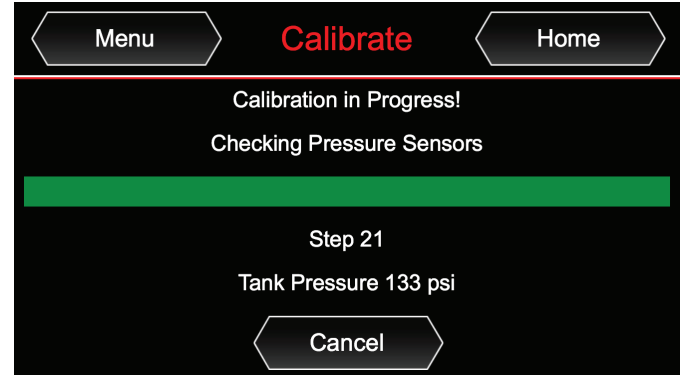 Menu
Calibrate
Home
Calibration in Progress!
Checking Pressure Sensors
Step 21
Tank Pressure 133 psi
Cancel